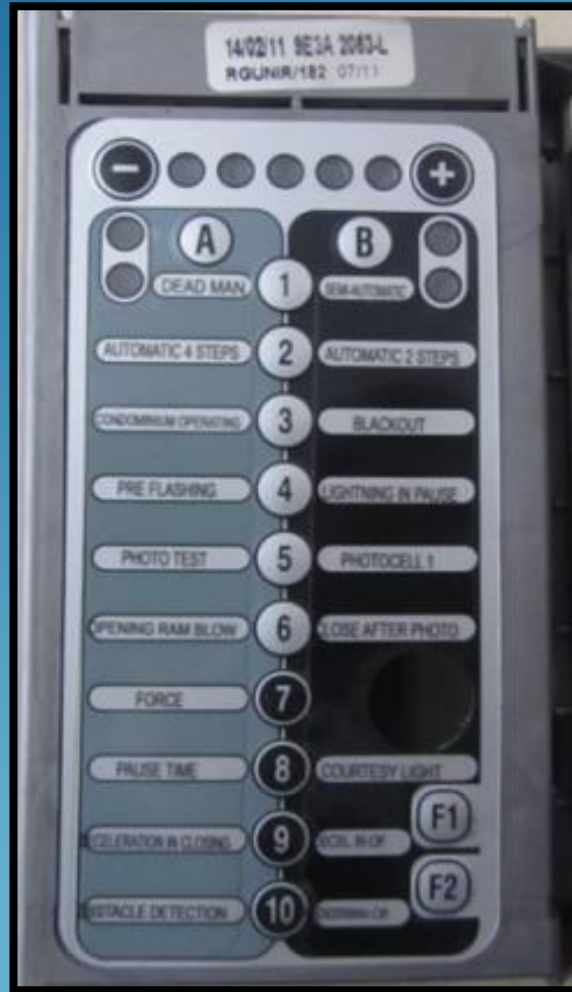 14/02/11 9E3A 2063-L
RGUNIR/182 07/11
- +
A B
DEAD MAN 1 SEMI-AUTOMATIC
AUTOMATIC 4 STEPS 2 AUTOMATIC 2 STEPS
CONDOMINIUM OPERATING 3 BLACKOUT
PRE FLASHING 4 LIGHTNING IN PAUSE
PHOTO TEST 5 PHOTOCELL 1
OPENING RAM BLOW 6 CLOSE AFTER PHOTO
FORCE 7
PAUSE TIME 8 COURTESY LIGHT
CELERATION IN CLOSING 9 F1
BSTACLE DETECTION 10 F2